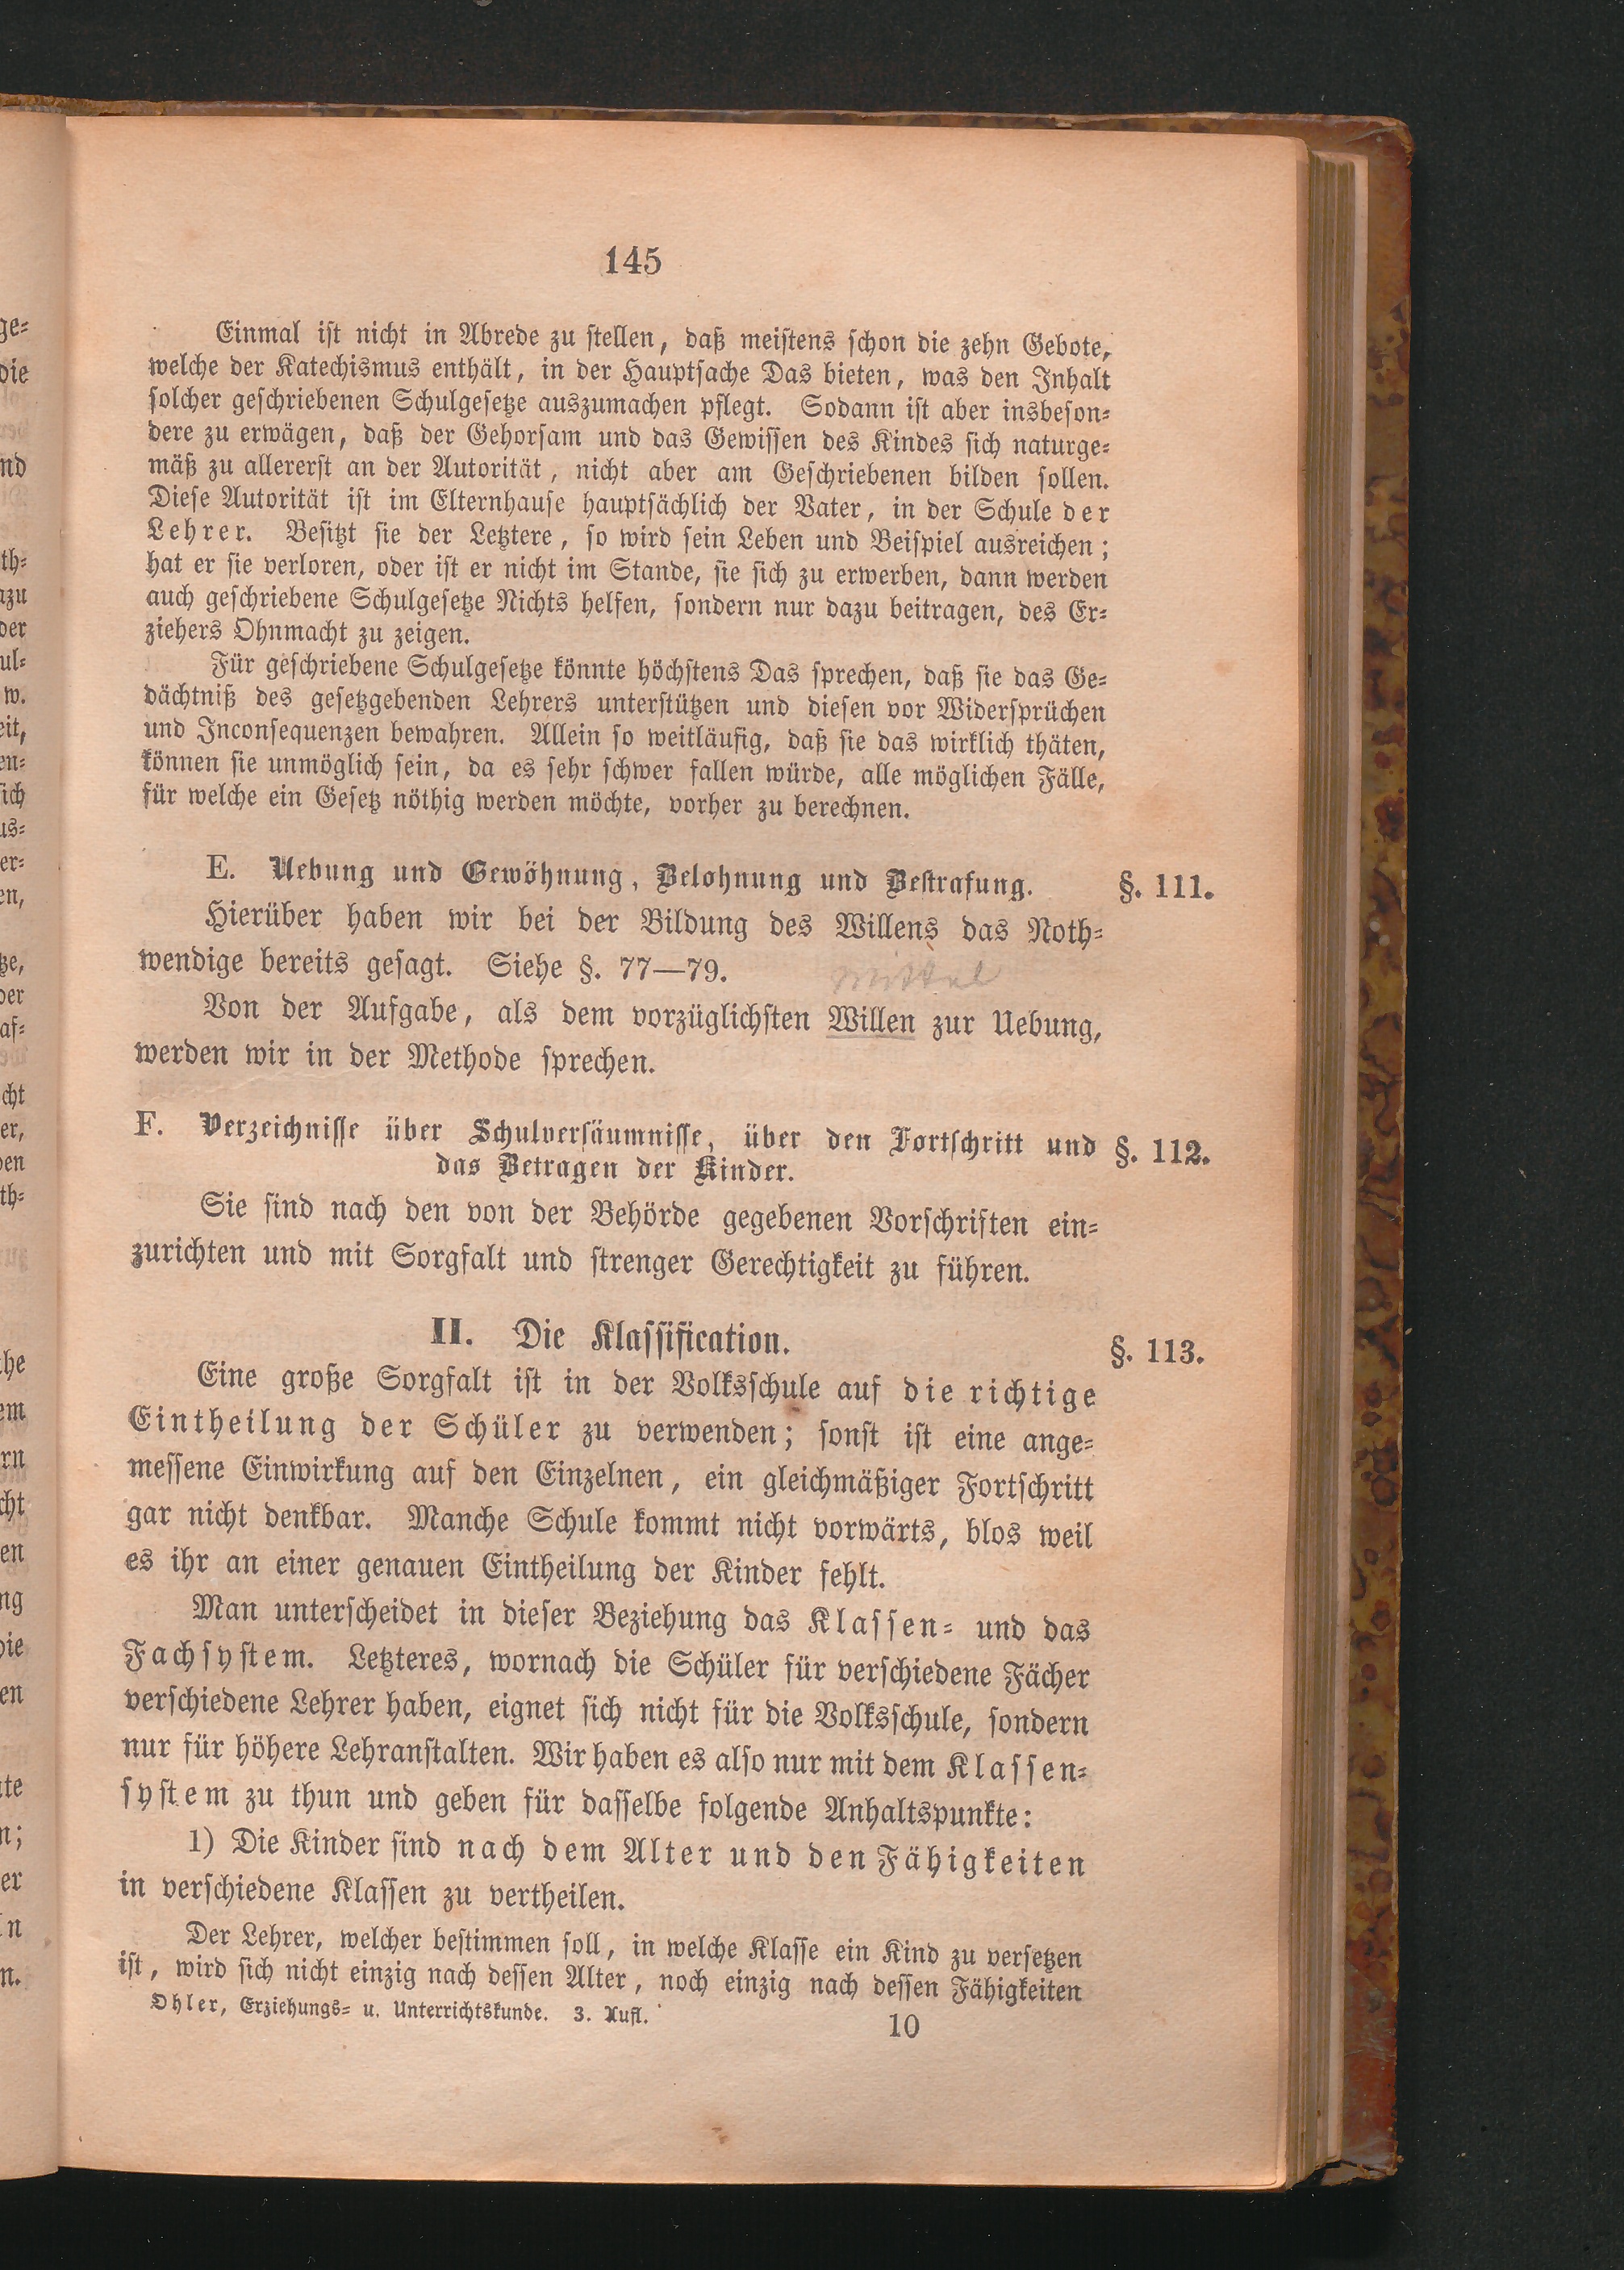 145
Einmal ist nicht in Abrede zu stellen, daß meistens schon die zehn Gebote,
welche der Katechismus enthält, in der Hauptsache Das bieten, was den Inhalt
solcher geschriebenen Schulgesetze auszumachen pflegt. Sodann ist aber insbeson-
dere zu erwägen, daß der Gehorsam und das Gewissen des Kindes sich naturge-
mäß zu allererst an der Autorität, nicht aber am Geschriebenen bilden sollen.
Diese Autorität ist im Elternhause hauptsächlich der Vater, in der Schule der
Lehrer. Besitzt sie der Letztere, so wird sein Leben und Beispiel ausreichen;
hat er sie verloren, oder ist er nicht im Stande, sie sich zu erwerben, dann werden
auch geschriebene Schulgesetze Nichts helfen, sondern nur dazu beitragen, des Er-
ziehers Ohnmacht zu zeigen.
Für geschriebene Schulgesetze könnte höchstens Das sprechen, daß sie das Ge-
dächtniß des gesetzgebenden Lehrers unterstützen und diesen vor Widersprüchen
und Inconsequenzen bewahren. Allein so weitläufig, daß sie das wirklich thäten,
können sie unmöglich sein, da es sehr schwer fallen würde, alle möglichen Fälle,
für welche ein Gesetz nöthig werden möchte, vorher zu berechnen.
E. Uebung und Gewöhnung, Belohnung und Bestrafung. §. 111.
Hierüber haben wir bei der Bildung des Willens das Noth-
wendige bereits gesagt. Siehe §. 77—79.
Mittel
Von der Aufgabe, als dem vorzüglichsten Willen zur Uebung,
werden wir in der Methode sprechen.
F. Verzeichnisse über Schulversäumnisse, über den Fortschritt und §. 112.
das Betragen der Kinder.
Sie sind nach den von der Behörde gegebenen Vorschriften ein-
zurichten und mit Sorgfalt und strenger Gerechtigkeit zu führen.
II. Die Klassification. §. 113.
Eine große Sorgfalt ist in der Volksschule auf die richtige
Eintheilung der Schüler zu verwenden; sonst ist eine ange-
messene Einwirkung auf den Einzelnen, ein gleichmäßiger Fortschritt
gar nicht denkbar. Manche Schule kommt nicht vorwärts, blos weil
es ihr an einer genauen Eintheilung der Kinder fehlt.
Man unterscheidet in dieser Beziehung das Klassen- und das
Fachsystem. Letzteres, wornach die Schüler für verschiedene Fächer
verschiedene Lehrer haben, eignet sich nicht für die Volksschule, sondern
nur für höhere Lehranstalten. Wir haben es also nur mit dem Klassen-
system zu thun und geben für dasselbe folgende Anhaltspunkte:
1) Die Kinder sind nach dem Alter und den Fähigkeiten
in verschiedene Klassen zu vertheilen.
Der Lehrer, welcher bestimmen soll, in welche Klasse ein Kind zu versetzen
ist, wird sich nicht einzig nach dessen Alter, noch einzig nach dessen Fähigkeiten
Ohler, Erziehungs- u. Unterrichtskunde. 3. Aufl. 10